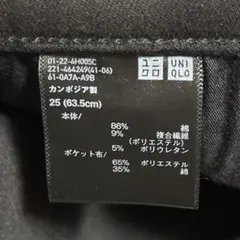 01-22-4H005C
221-464249(41-06)
61-0A7A-A9B
ユニクロ
UNIQLO
カンボジア製
25 (63.5cm)
本体/
86% 綿
9% 複合繊維
(ポリエステル)
5% ポリウレタン
ポケット布/
65% ポリエステル
35% 綿